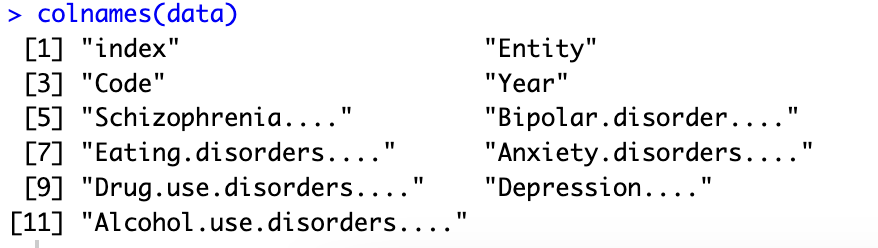 > colnames(data)
[1] "index" "Entity"
[3] "Code" "Year"
[5] "Schizophrenia...." "Bipolar.disorder...."
[7] "Eating.disorders...." "Anxiety.disorders...."
[9] "Drug.use.disorders...." "Depression...."
[11] "Alcohol.use.disorders...."